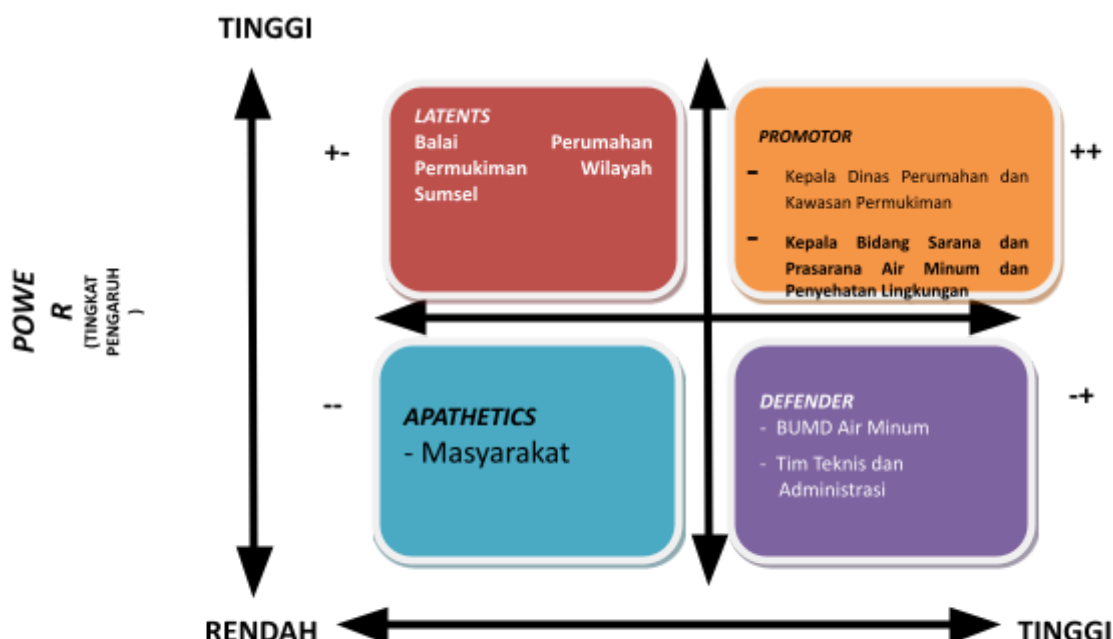 TINGGI
POWE
R
(TINGKAT
PENGARUH
)
+-
LATENTS
Balai Perumahan
Permukiman Wilayah
Sumsel
PROMOTOR
- Kepala Dinas Perumahan dan
Kawasan Permukiman
- Kepala Bidang Sarana dan
Prasarana Air Minum dan
Penyehatan Lingkungan
++
--
APATHETICS
- Masyarakat
DEFENDER
- BUMD Air Minum
- Tim Teknis dan
Administrasi
-+
RENDAH
TINGGI